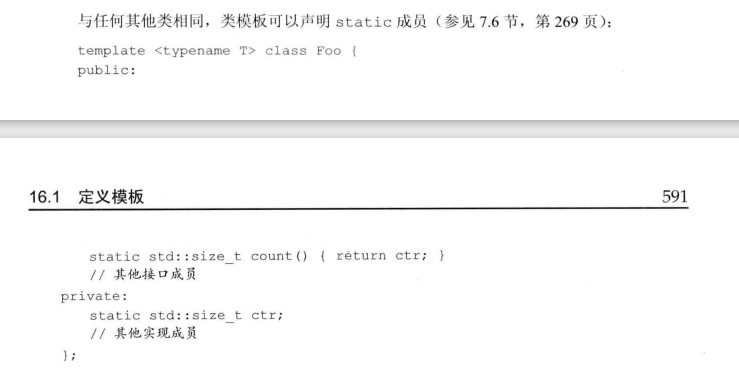 与任何其他类相同，类模板可以声明 static 成员（参见 7.6 节，第 269 页）：
template <typename T> class Foo {
public:
16.1 定义模板 591
static std::size_t count() { return ctr; }
// 其他接口成员
private:
static std::size_t ctr;
// 其他实现成员
};